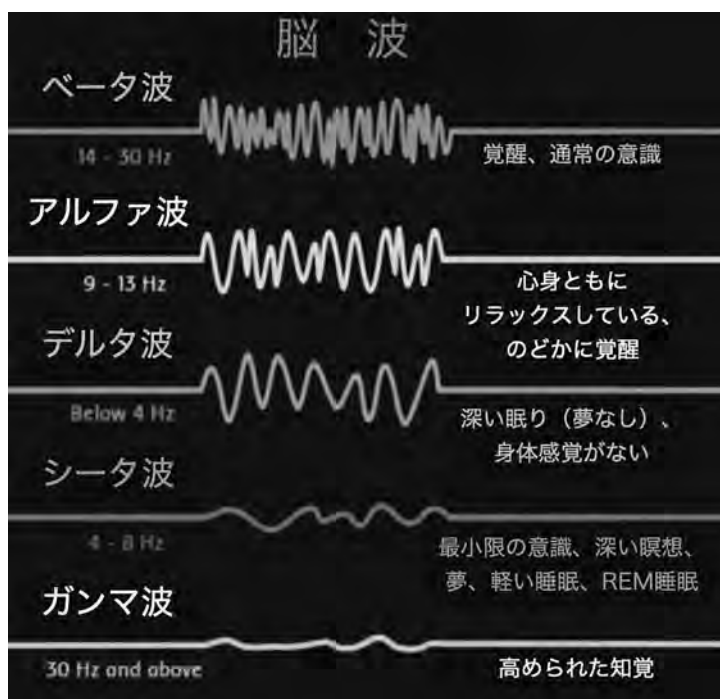 脳 波
ベータ波
14 - 30 Hz
覚醒、通常の意識
アルファ波
9 - 13 Hz
心身ともに
リラックスしている、
のどかに覚醒
デルタ波
Below 4 Hz
深い眠り（夢なし）、
身体感覚がない
シータ波
4 - 8 Hz
最小限の意識、深い瞑想、
夢、軽い睡眠、REM睡眠
ガンマ波
30 Hz and above
高められた知覚